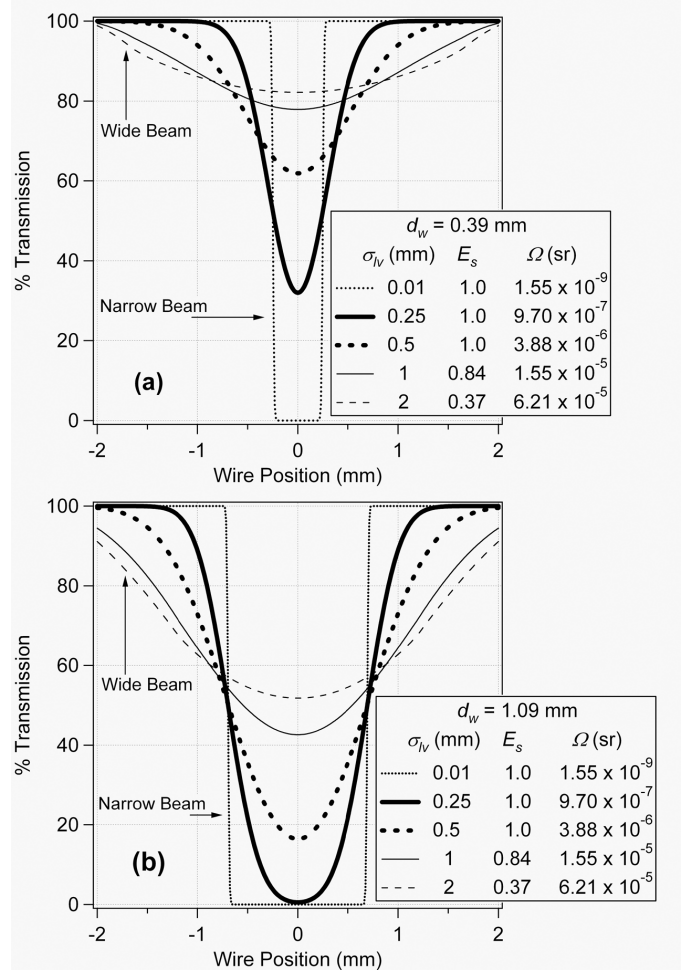 100
80
60
40
20
0
% Transmission
Wide Beam
Narrow Beam
(a)
d_w = 0.39 mm
σ_lv (mm) E_s Ω (sr)
0.01 1.0 1.55 x 10^-9
0.25 1.0 9.70 x 10^-7
0.5 1.0 3.88 x 10^-6
1 0.84 1.55 x 10^-5
2 0.37 6.21 x 10^-5
-2 -1 0 1 2
Wire Position (mm)
100
80
60
40
20
0
% Transmission
Wide Beam
Narrow Beam
(b)
d_w = 1.09 mm
σ_lv (mm) E_s Ω (sr)
0.01 1.0 1.55 x 10^-9
0.25 1.0 9.70 x 10^-7
0.5 1.0 3.88 x 10^-6
1 0.84 1.55 x 10^-5
2 0.37 6.21 x 10^-5
-2 -1 0 1 2
Wire Position (mm)